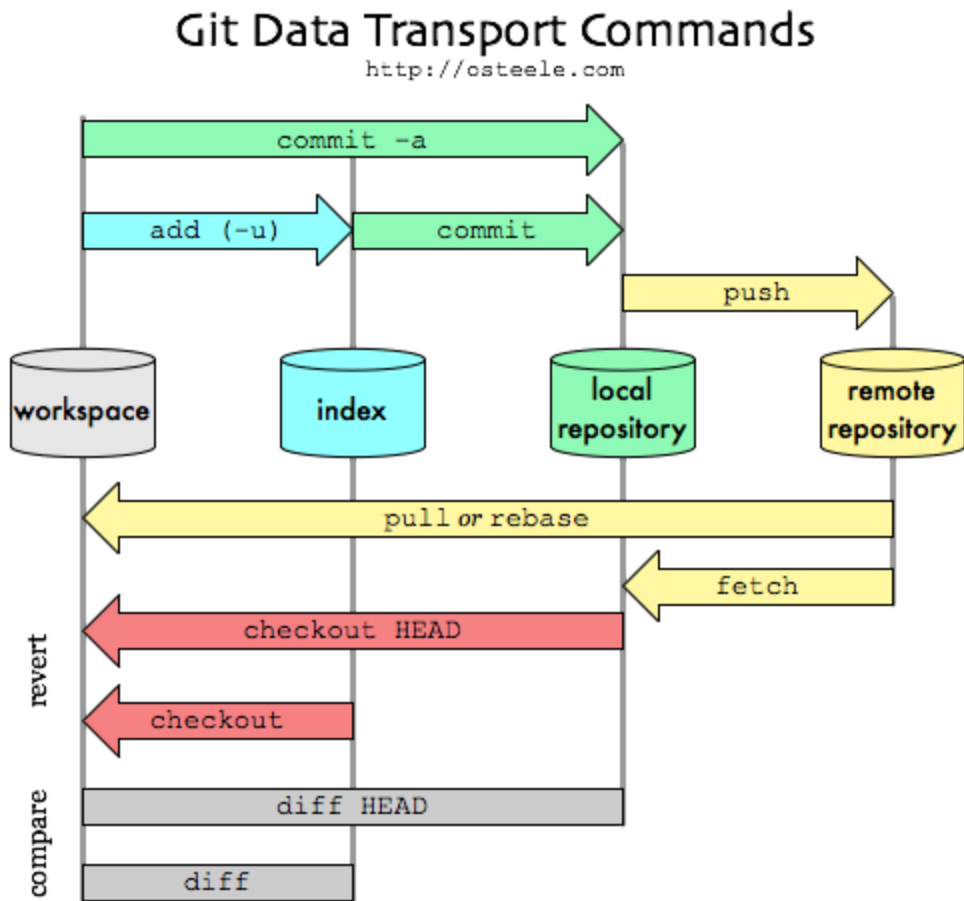 Git Data Transport Commands
http://osteele.com
commit -a
add (-u)
commit
push
workspace
index
local
repository
remote
repository
pull or rebase
fetch
revert
checkout HEAD
checkout
compare
diff HEAD
diff